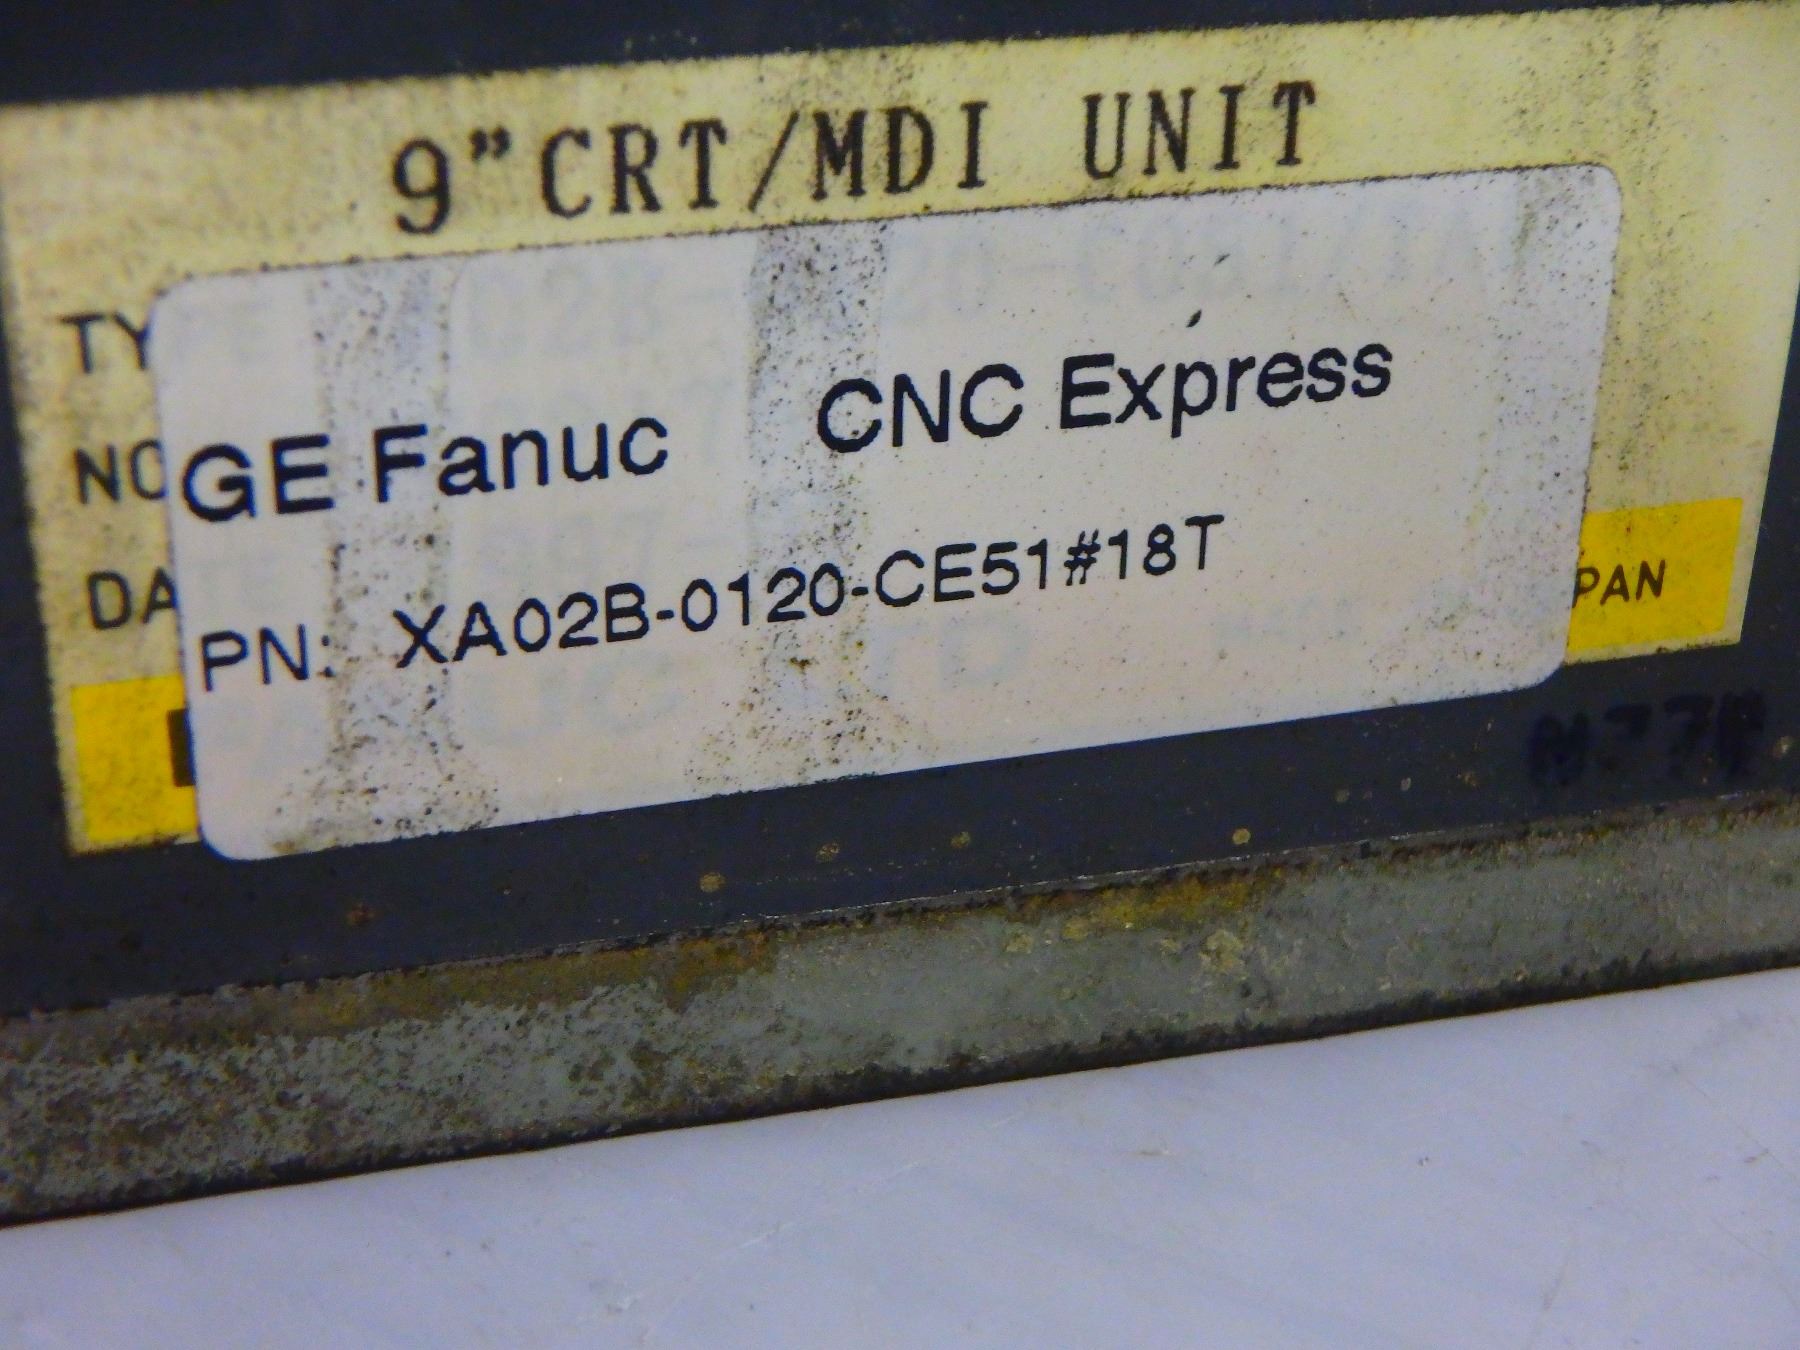 9"CRT/MDI UNIT
TY
NO
GE Fanuc CNC Express
DA
PN: XA02B-0120-CE51#18T
PAN